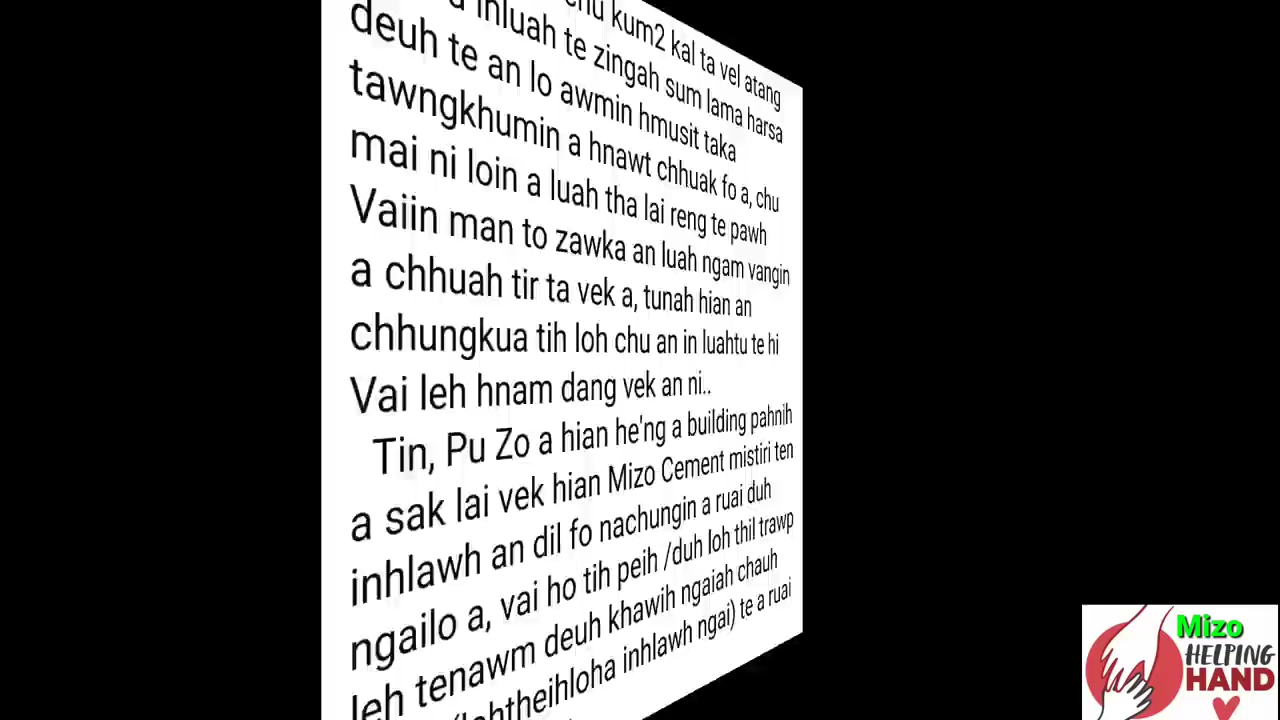 chu kum2 kal ta vel atang
inluah te zingah sum lama harsa
deuh te an lo awmin hmusit taka
tawngkhumin a hnawt chhuak fo a, chu
mai ni loin a luah tha lai reng te pawh
Vaiin man to zawka an luah ngam vangin
a chhuah tir ta vek a, tunah hian an
chhungkua tih loh chu an in luahtu te hi
Vai leh hnam dang vek an ni..
Tin, Pu Zo a hian he'ng a building pahnih
a sak lai vek hian Mizo Cement mistiri ten
inhlawh an dil fo nachungin a ruai duh
ngailo a, vai ho tih peih /duh loh thil trawp
leh tenawm deuh khawih ngaiah chauh
(lehtheihloha inhlawh ngai) te a ruai
Mizo
HELPING
HAND